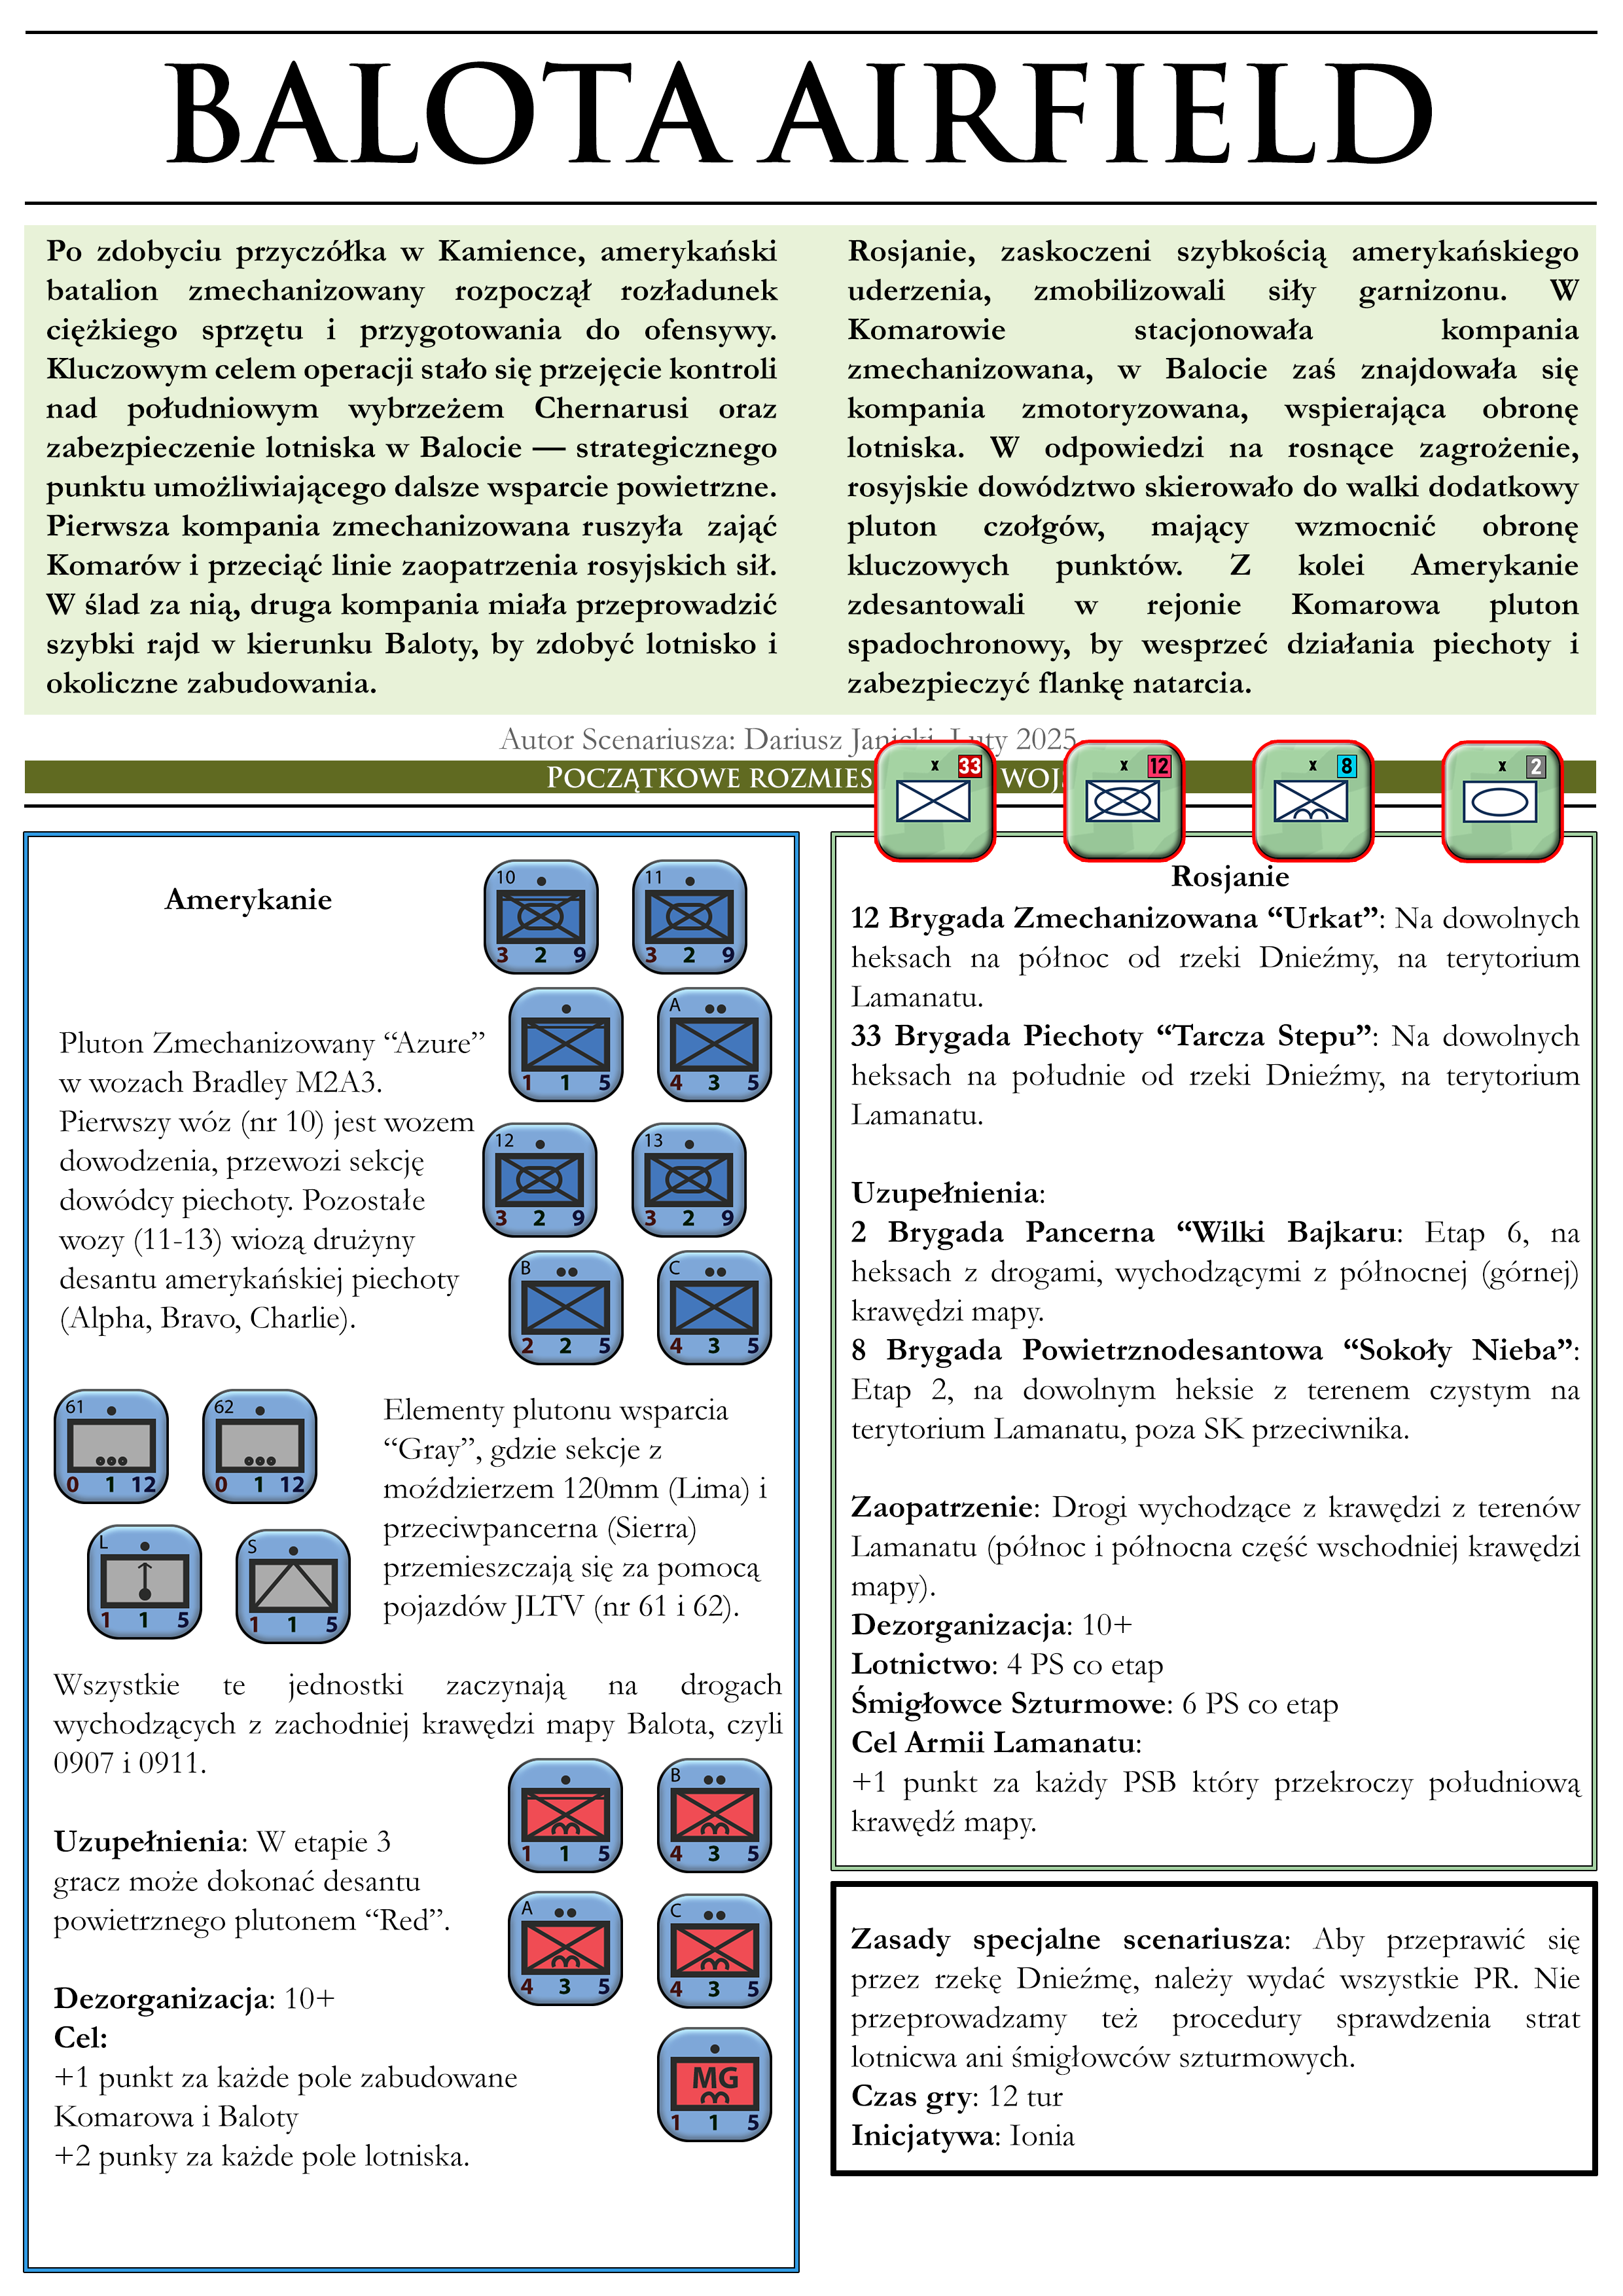 BALOTA AIRFIELD
Po zdobyciu przyczółka w Kamience, amerykański
batalion zmechanizowany rozpoczął rozładunek
ciężkiego sprzętu i przygotowania do ofensywy.
Kluczowym celem operacji stało się przejęcie kontroli
nad południowym wybrzeżem Chernarusi oraz
zabezpieczenie lotniska w Balocie — strategicznego
punktu umożliwiającego dalsze wsparcie powietrzne.
Pierwsza kompania zmechanizowana ruszyła zająć
Komarów i przeciąć linie zaopatrzenia rosyjskich sił.
W ślad za nią, druga kompania miała przeprowadzić
szybki rajd w kierunku Baloty, by zdobyć lotnisko i
okoliczne zabudowania.
Rosjanie, zaskoczeni szybkością amerykańskiego
uderzenia, zmobilizowali siły garnizonu. W
Komarowie stacjonowała kompania
zmechanizowana, w Balocie zaś znajdowała się
kompania zmotoryzowana, wspierająca obronę
lotniska. W odpowiedzi na rosnące zagrożenie,
rosyjskie dowództwo skierowało do walki dodatkowy
pluton czołgów, mający wzmocnić obronę
kluczowych punktów. Z kolei Amerykanie
zdesantowali w rejonie Komarowa pluton
spadochronowy, by wesprzeć działania piechoty i
zabezpieczyć flankę natarcia.
Autor Scenariusza: Dariusz Janicki, Luty 2025
POCZĄTKOWE ROZMIES WOJ
x 33
x 12
x 8
x 2
Amerykanie
10
3 2 9
11
3 2 9
1 1 5
A
4 3 5
Pluton Zmechanizowany “Azure”
w wozach Bradley M2A3.
Pierwszy wóz (nr 10) jest wozem
dowodzenia, przewozi sekcję
dowódcy piechoty. Pozostałe
wozy (11-13) wiozą drużyny
desantu amerykańskiej piechoty
(Alpha, Bravo, Charlie).
12
3 2 9
13
3 2 9
B
2 2 5
C
4 3 5
61
0 1 12
62
0 1 12
L
1 1 5
S
1 1 5
Elementy plutonu wsparcia
“Gray”, gdzie sekcje z
moździerzem 120mm (Lima) i
przeciwpancerna (Sierra)
przemieszczają się za pomocą
pojazdów JLTV (nr 61 i 62).
Wszystkie te jednostki zaczynają na drogach
wychodzących z zachodniej krawędzi mapy Balota, czyli
0907 i 0911.
Uzupełnienia: W etapie 3
gracz może dokonać desantu
powietrznego plutonem “Red”.
1 1 5
B
4 3 5
A
4 3 5
C
4 3 5
MG
1 1 5
Dezorganizacja: 10+
Cel:
+1 punkt za każde pole zabudowane
Komarowa i Baloty
+2 punky za każde pole lotniska.
Rosjanie
12 Brygada Zmechanizowana “Urkat”: Na dowolnych
heksach na północ od rzeki Dnieźmy, na terytorium
Lamanatu.
33 Brygada Piechoty “Tarcza Stepu”: Na dowolnych
heksach na południe od rzeki Dnieźmy, na terytorium
Lamanatu.
Uzupełnienia:
2 Brygada Pancerna “Wilki Bajkaru: Etap 6, na
heksach z drogami, wychodzącymi z północnej (górnej)
krawędzi mapy.
8 Brygada Powietrznodesantowa “Sokoły Nieba”:
Etap 2, na dowolnym heksie z terenem czystym na
terytorium Lamanatu, poza SK przeciwnika.
Zaopatrzenie: Drogi wychodzące z krawędzi z terenów
Lamanatu (północ i północna część wschodniej krawędzi
mapy).
Dezorganizacja: 10+
Lotnictwo: 4 PS co etap
Śmigłowce Szturmowe: 6 PS co etap
Cel Armii Lamanatu:
+1 punkt za każdy PSB który przekroczy południową
krawędź mapy.
Zasady specjalne scenariusza: Aby przeprawić się
przez rzekę Dnieźmę, należy wydać wszystkie PR. Nie
przeprowadzamy też procedury sprawdzenia strat
lotnicwa ani śmigłowców szturmowych.
Czas gry: 12 tur
Inicjatywa: Ionia